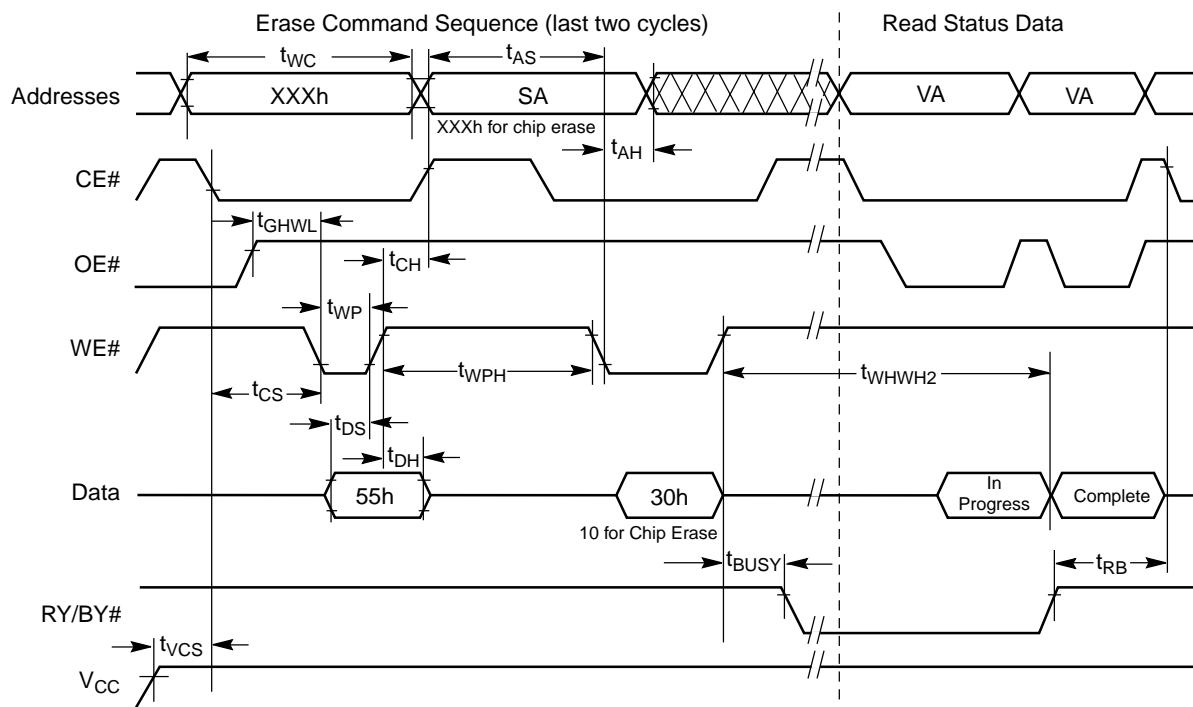 Erase Command Sequence (last two cycles)
Read Status Data
tWC
tAS
Addresses
XXXh
SA
VA
VA
XXXh for chip erase
tAH
CE#
tGHWL
OE#
tCH
tWP
WE#
tWPH
tWHWH2
tCS
tDS
tDH
Data
55h
30h
In
Progress
Complete
10 for Chip Erase
tBUSY
tRB
RY/BY#
tVCS
VCC